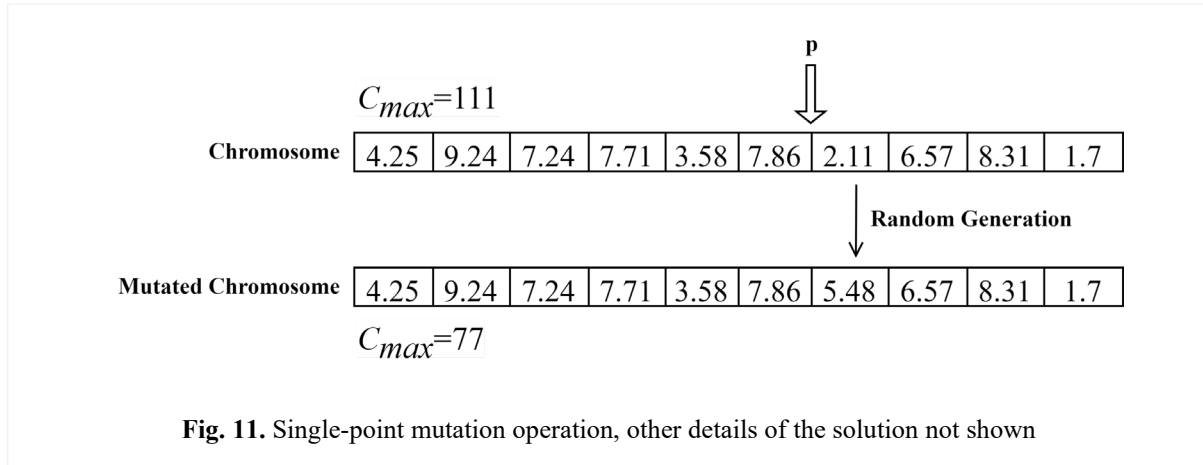 p
Cmax=111
Chromosome 4.25 9.24 7.24 7.71 3.58 7.86 2.11 6.57 8.31 1.7
Random Generation
Mutated Chromosome 4.25 9.24 7.24 7.71 3.58 7.86 5.48 6.57 8.31 1.7
Cmax=77
Fig. 11. Single-point mutation operation, other details of the solution not shown